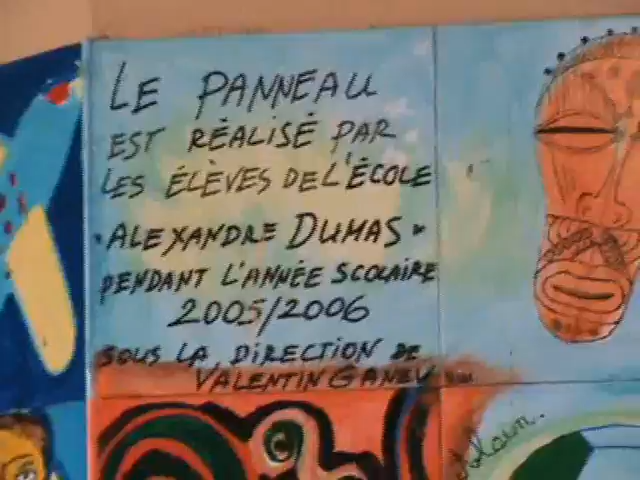 LE PANNEAU
EST RÉALISÉ PAR
LES ÉLÈVES DE L'ÉCOLE
"ALEXANDRE DUMAS"
PENDANT L'ANNÉE SCOLAIRE
2005/2006
SOUS LA DIRECTION DE
VALENTIN GANEV